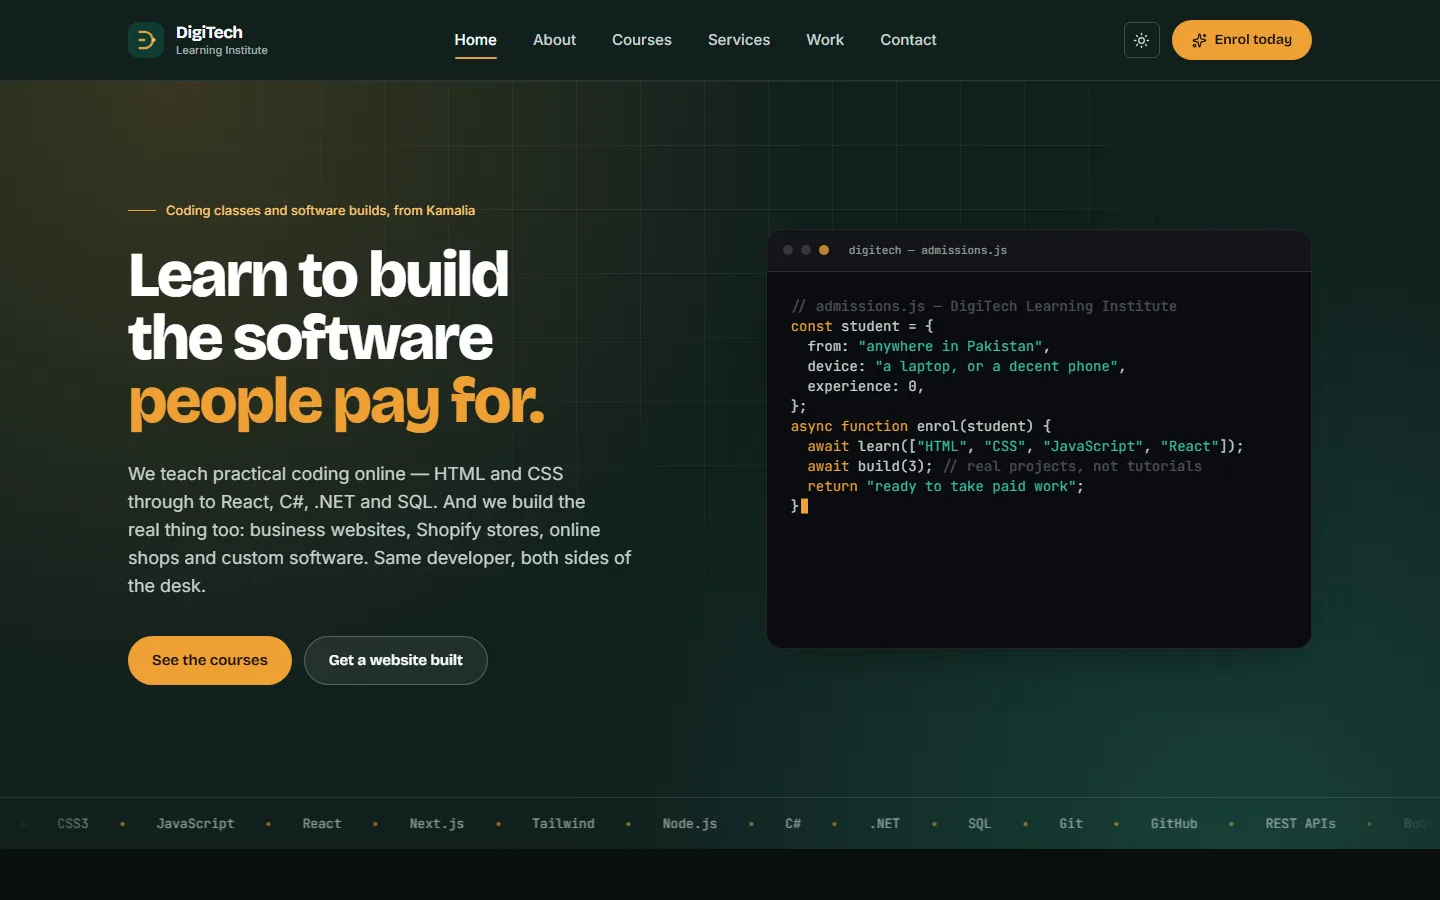 DigiTech
Learning Institute
Home
About
Courses
Services
Work
Contact
Enrol today
Coding classes and software builds, from Kamalia
Learn to build
the software
people pay for.
We teach practical coding online — HTML and CSS
through to React, C#, .NET and SQL. And we build the
real thing too: business websites, Shopify stores, online
shops and custom software. Same developer, both sides of
the desk.
See the courses
Get a website built
digitech — admissions.js
// admissions.js — DigiTech Learning Institute
const student = {
  from: "anywhere in Pakistan",
  device: "a laptop, or a decent phone",
  experience: 0,
};
async function enrol(student) {
  await learn(["HTML", "CSS", "JavaScript", "React"]);
  await build(3); // real projects, not tutorials
  return "ready to take paid work";
}
CSS3 • JavaScript • React • Next.js • Tailwind • Node.js • C# • .NET • SQL • Git • GitHub • REST APIs •